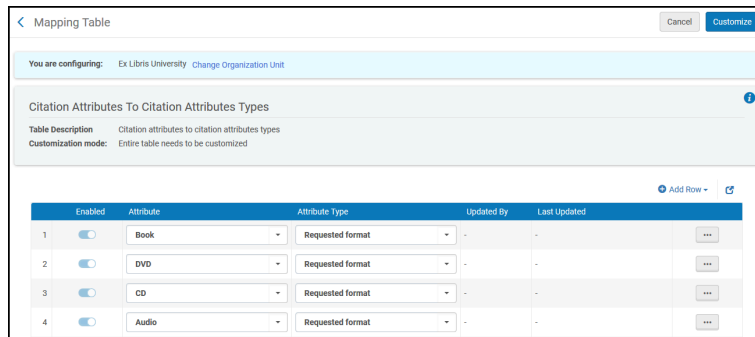 Mapping Table Cancel Customize
You are configuring: Ex Libris University Change Organization Unit
Citation Attributes To Citation Attributes Types
Table Description Citation attributes to citation attributes types
Customization mode: Entire table needs to be customized
Add Row
Enabled Attribute Attribute Type Updated By Last Updated
1 Book Requested format - -
2 DVD Requested format - -
3 CD Requested format - -
4 Audio Requested format - -